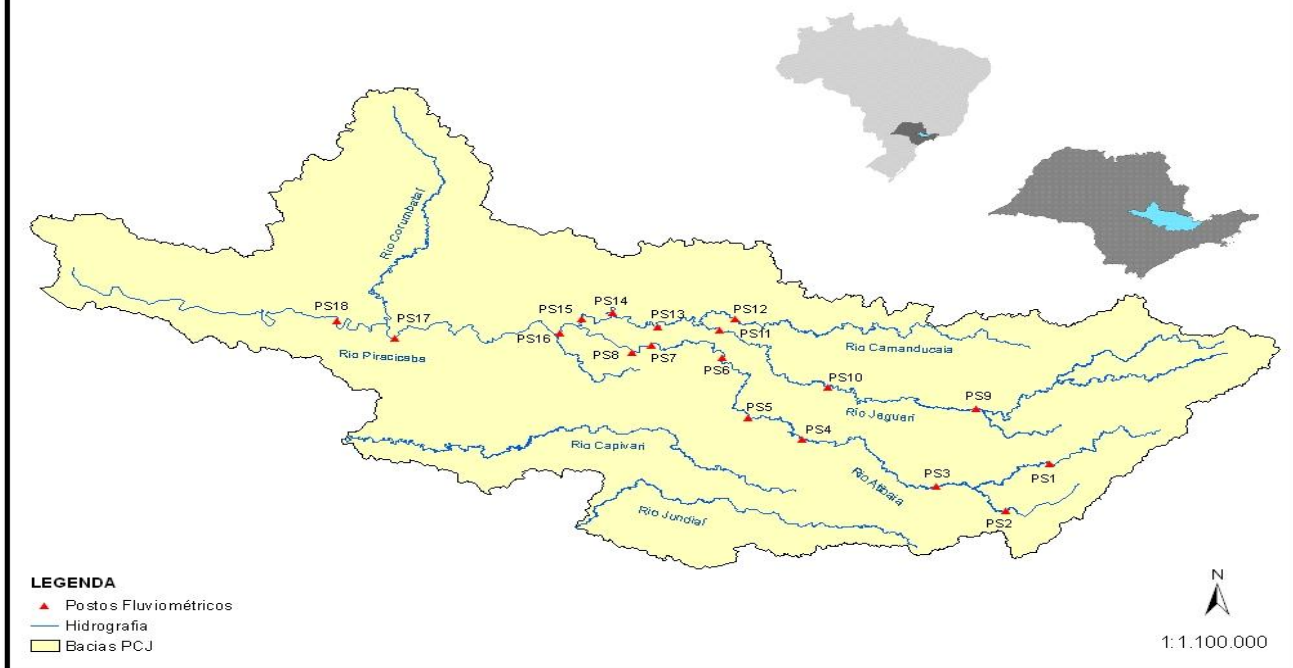 Rio Corumbataí
PS18
PS17
PS15
PS14
PS13
PS12
PS16
PS11
Rio Piracicaba
PS8
PS7
PS6
Rio Camanducaia
PS10
PS9
PS5
Rio Jaguari
PS4
Rio Capivari
PS3
Rio Atibaia
PS1
PS2
Rio Jundiaí
LEGENDA
Postos Fluviométricos
Hidrografia
Bacias PCJ
N
1:1.100.000